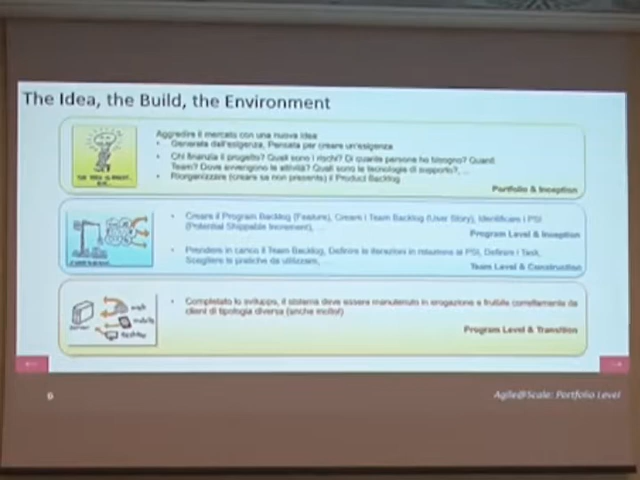 The Idea, the Build, the Environment
Aggredire il mercato con una nuova idea
• Generata dall'esigenza, Pensata per creare un'esigenza
• Chi finanzia il progetto? Quali sono i rischi? Di quante persone ho bisogno? Quanti
Team? Dove avvengono le attività? Quali sono le tecnologie di supporto?, ...
• Riorganizzare (creare se non presente) il Product Backlog
Portfolio & Inception
• Creare il Program Backlog (Feature), Creare i Team Backlog (User Story), Identificare i PSI
(Potential Shippable Increment), ...
Program Level & Inception
• Prendere in carico il Team Backlog, Definire le iterazioni in relazione ai PSI, Definire i Task,
Scegliere le pratiche da utilizzare, ...
Team Level & Construction
server
web
mobile
desktop
• Completato lo sviluppo, il sistema deve essere manutenuto in erogazione e fruibile correttamente da
client di tipologia diversa (anche molto!)
Program Level & Transition
6
Agile@Scale: Portfolio Level